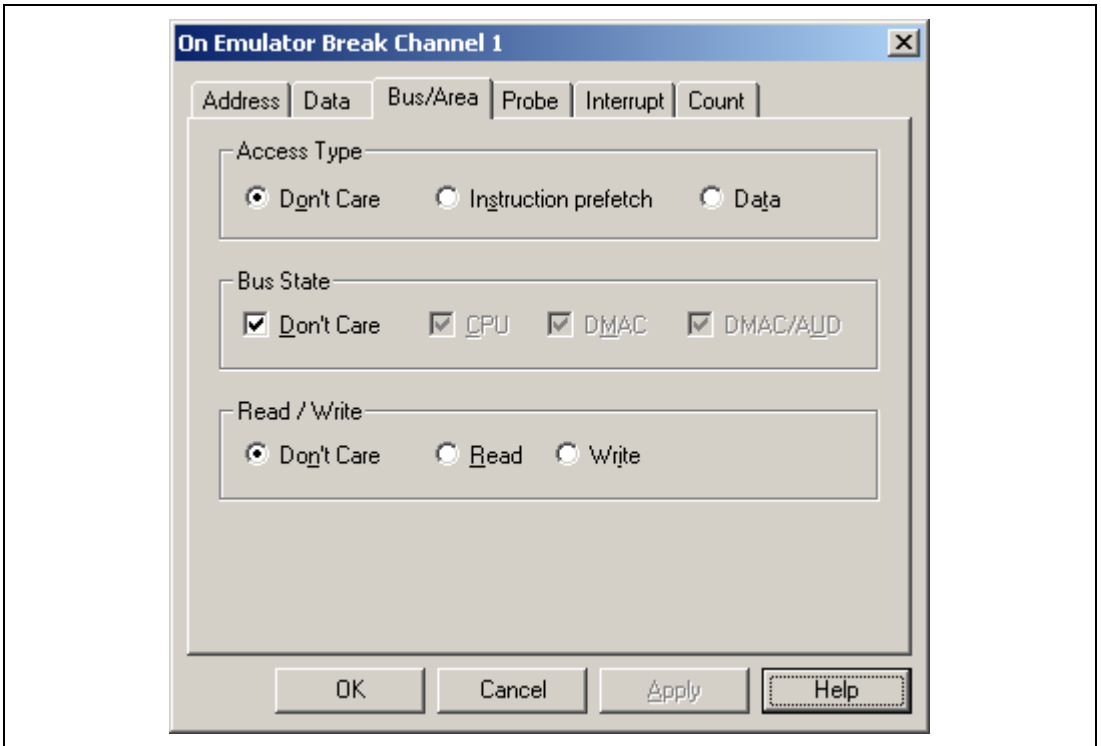 On Emulator Break Channel 1
Address Data Bus/Area Probe Interrupt Count
Access Type
Don't Care Instruction prefetch Data
Bus State
Don't Care CPU DMAC DMAC/AUD
Read / Write
Don't Care Read Write
OK Cancel Apply Help